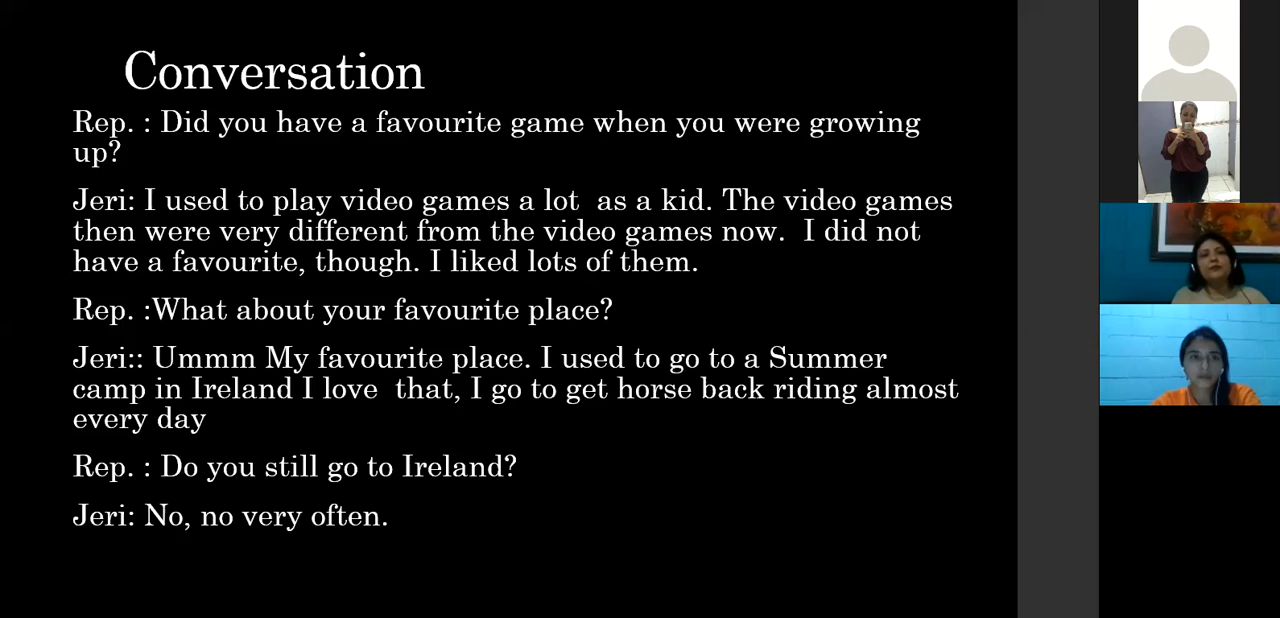 Conversation
Rep. : Did you have a favourite game when you were growing
up?
Jeri: I used to play video games a lot  as a kid. The video games
then were very different from the video games now.  I did not
have a favourite, though. I liked lots of them.
Rep. :What about your favourite place?
Jeri:: Ummm My favourite place. I used to go to a Summer
camp in Ireland I love  that, I go to get horse back riding almost
every day
Rep. : Do you still go to Ireland?
Jeri: No, no very often.